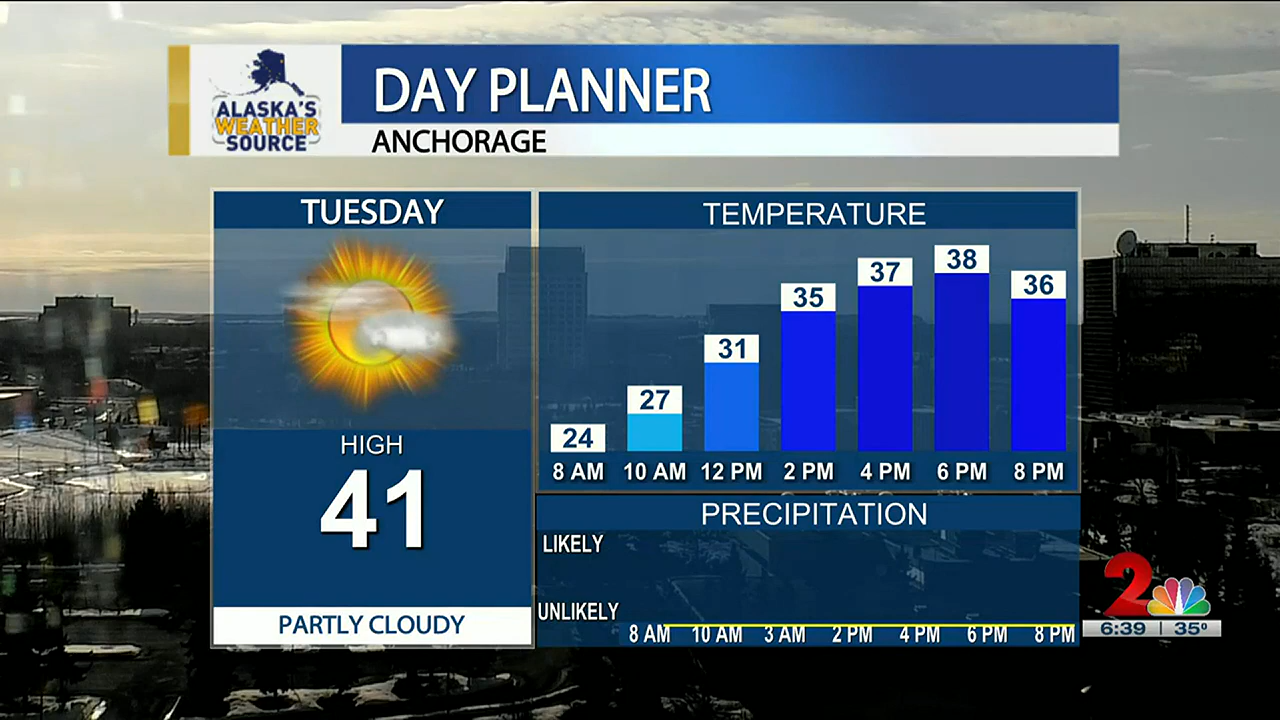 ALASKA'S
WEATHER
SOURCE
DAY PLANNER
ANCHORAGE
TUESDAY
HIGH
41
PARTLY CLOUDY
TEMPERATURE
24 27 31 35 37 38 36
8 AM 10 AM 12 PM 2 PM 4 PM 6 PM 8 PM
PRECIPITATION
LIKELY
UNLIKELY
8 AM 10 AM 3 AM 2 PM 4 PM 6 PM 8 PM
2
6:39 | 35°